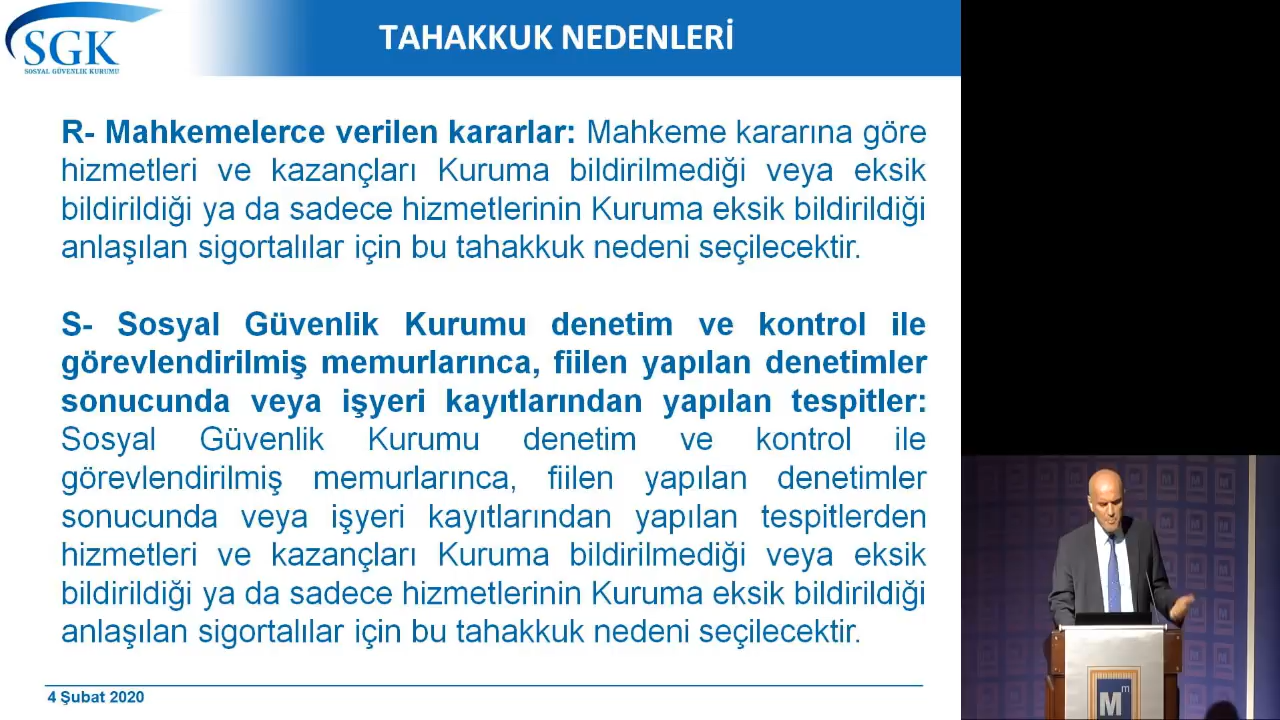 SGK
SOSYAL GÜVENLİK KURUMU
TAHAKKUK NEDENLERİ
R- Mahkemelerce verilen kararlar: Mahkeme kararına göre
hizmetleri ve kazançları Kuruma bildirilmediği veya eksik
bildirildiği ya da sadece hizmetlerinin Kuruma eksik bildirildiği
anlaşılan sigortalılar için bu tahakkuk nedeni seçilecektir.
S- Sosyal Güvenlik Kurumu denetim ve kontrol ile
görevlendirilmiş memurlarınca, fiilen yapılan denetimler
sonucunda veya işyeri kayıtlarından yapılan tespitler:
Sosyal Güvenlik Kurumu denetim ve kontrol ile
görevlendirilmiş memurlarınca, fiilen yapılan denetimler
sonucunda veya işyeri kayıtlarından yapılan tespitlerden
hizmetleri ve kazançları Kuruma bildirilmediği veya eksik
bildirildiği ya da sadece hizmetlerinin Kuruma eksik bildirildiği
anlaşılan sigortalılar için bu tahakkuk nedeni seçilecektir.
4 Şubat 2020
M m